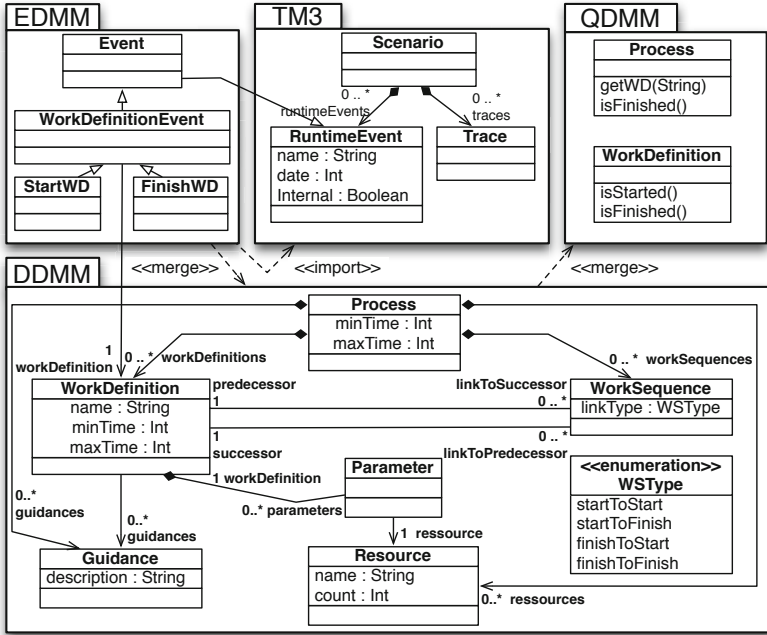 EDMM
Event
WorkDefinitionEvent
StartWD
FinishWD
TM3
Scenario
0 .. *
runtimeEvents
0 .. *
traces
RuntimeEvent
name : String
date : Int
Internal : Boolean
Trace
QDMM
Process
getWD(String)
isFinished()
WorkDefinition
isStarted()
isFinished()
<<merge>>
<<import>>
<<merge>>
DDMM
Process
minTime : Int
maxTime : Int
1
workDefinition
0 .. * workDefinitions
0 .. * workSequences
WorkDefinition
name : String
minTime : Int
maxTime : Int
predecessor
1
linkToSuccessor
0 .. *
WorkSequence
linkType : WSType
1
successor
0 .. *
linkToPredecessor
1 workDefinition
0..* parameters
Parameter
<<enumeration>>
WSType
startToStart
startToFinish
finishToStart
finishToFinish
0..*
guidances
0..*
guidances
1 ressource
Guidance
description : String
Resource
name : String
count : Int
0..* ressources